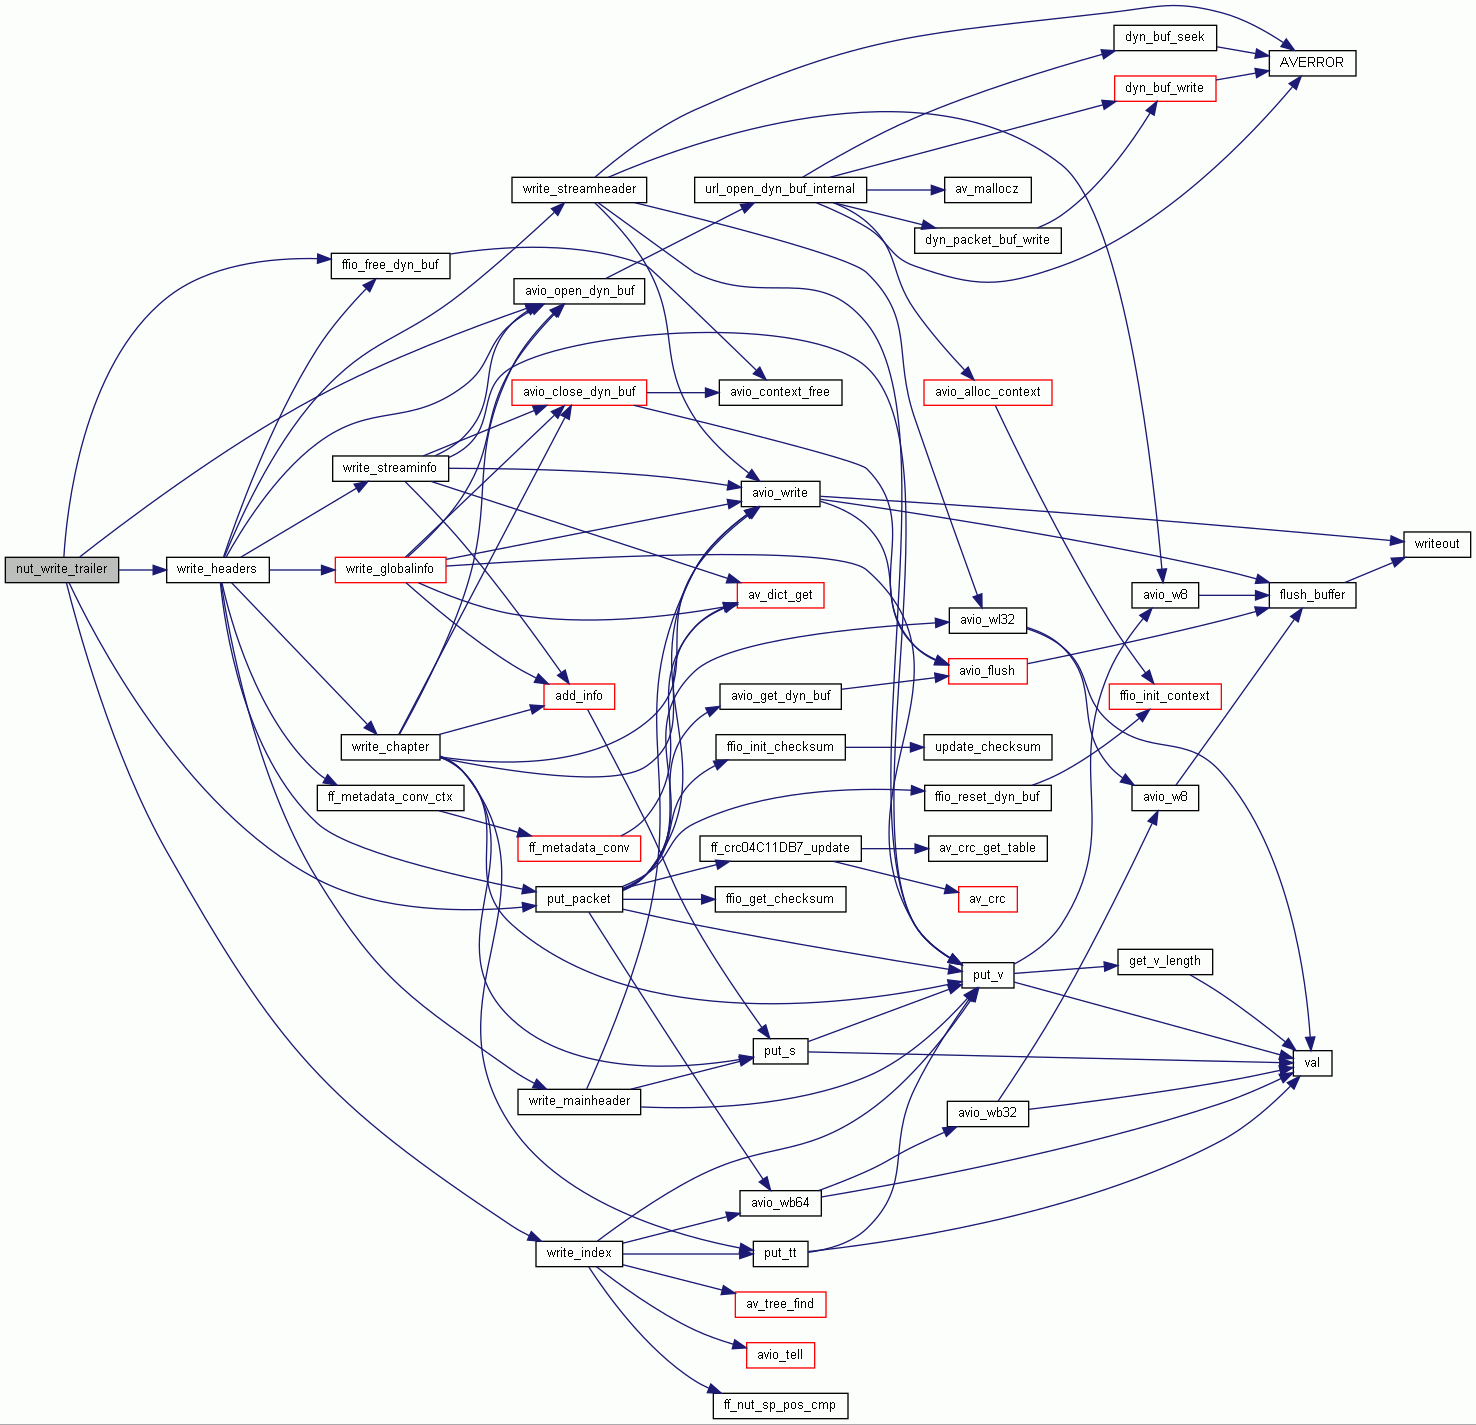 dyn_buf_seek
AVERROR
dyn_buf_write
write_streamheader
url_open_dyn_buf_internal
av_mallocz
dyn_packet_buf_write
ffio_free_dyn_buf
avio_open_dyn_buf
avio_close_dyn_buf
avio_context_free
avio_alloc_context
write_streaminfo
avio_write
writeout
nut_write_trailer
write_headers
write_globalinfo
av_dict_get
avio_w8
flush_buffer
avio_wl32
avio_flush
add_info
avio_get_dyn_buf
ffio_init_context
write_chapter
ffio_init_checksum
update_checksum
ff_metadata_conv_ctx
ffio_reset_dyn_buf
avio_w8
ff_metadata_conv
ff_crc04C11DB7_update
av_crc_get_table
put_packet
ffio_get_checksum
av_crc
get_v_length
put_v
put_s
val
write_mainheader
avio_wb32
avio_wb64
write_index
put_tt
av_tree_find
avio_tell
ff_nut_sp_pos_cmp